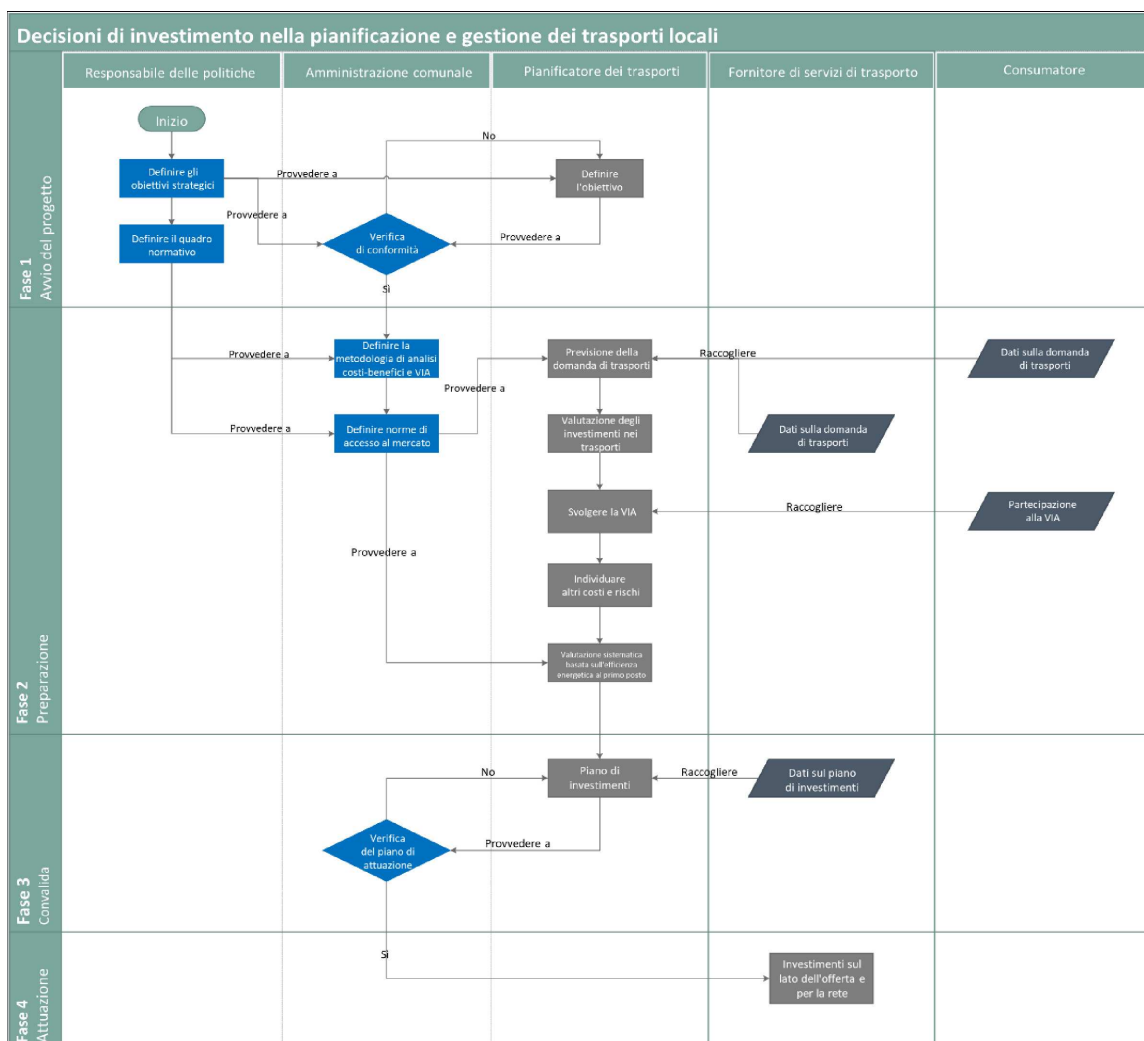 Decisioni di investimento nella pianificazione e gestione dei trasporti locali
Responsabile delle politiche
Amministrazione comunale
Pianificatore dei trasporti
Fornitore di servizi di trasporto
Consumatore
Fase 1
Avvio del progetto
Inizio
No
Definire gli
obiettivi strategici
Provvedere a
Definire
l'obiettivo
Provvedere a
Definire il quadro
normativo
Verifica
di conformità
Provvedere a
Sì
Fase 2
Preparazione
Provvedere a
Definire la
metodologia di analisi
costi-benefici e VIA
Previsione della
domanda di trasporti
Raccogliere
Dati sulla domanda
di trasporti
Provvedere a
Provvedere a
Definire norme di
accesso al mercato
Valutazione degli
investimenti nei
trasporti
Dati sulla domanda
di trasporti
Svolgere la VIA
Raccogliere
Partecipazione
alla VIA
Provvedere a
Individuare
altri costi e rischi
Valutazione sistematica
basata sull'efficienza
energetica al primo posto
Fase 3
Convalida
No
Piano di
investimenti
Raccogliere
Dati sul piano
di investimenti
Verifica
del piano di
attuazione
Provvedere a
Fase 4
Attuazione
Sì
Investimenti sul
lato dell'offerta e
per la rete